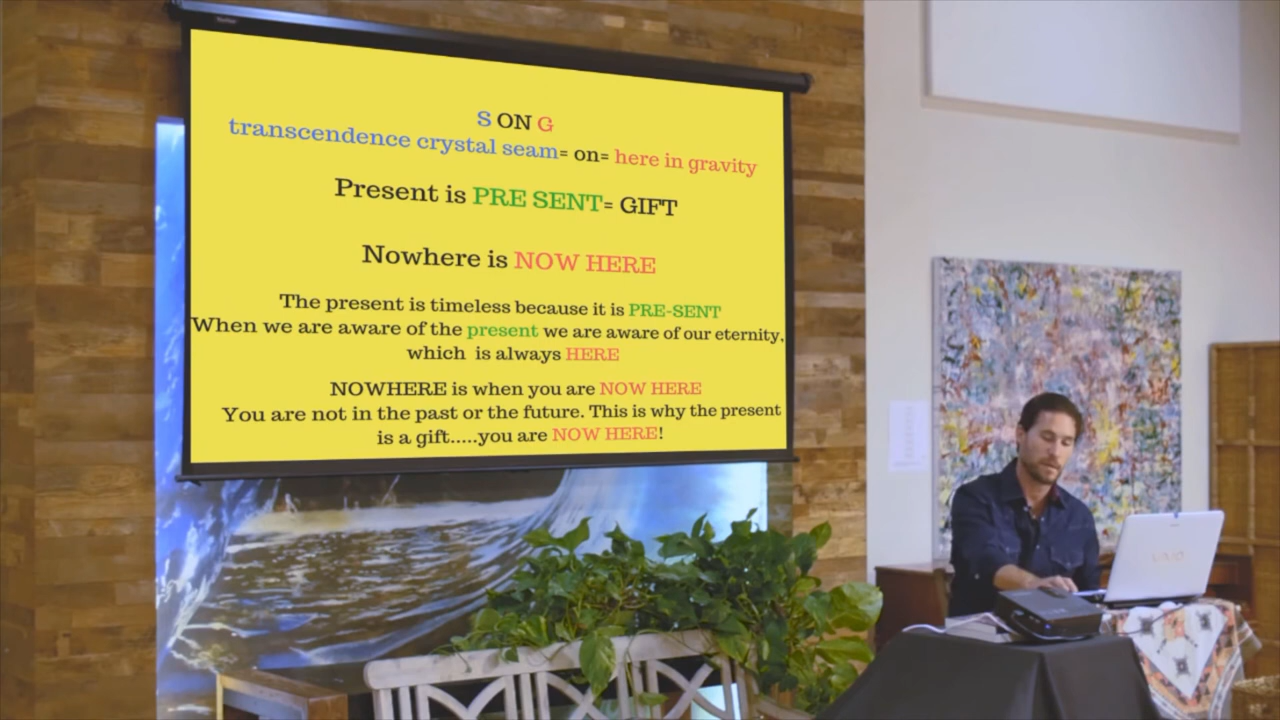 S ON G
transcendence crystal seam= on= here in gravity
Present is PRE SENT= GIFT
Nowhere is NOW HERE
The present is timeless because it is PRE-SENT
When we are aware of the present we are aware of our eternity,
which is always HERE
NOWHERE is when you are NOW HERE
You are not in the past or the future. This is why the present
is a gift.....you are NOW HERE!
VAIO